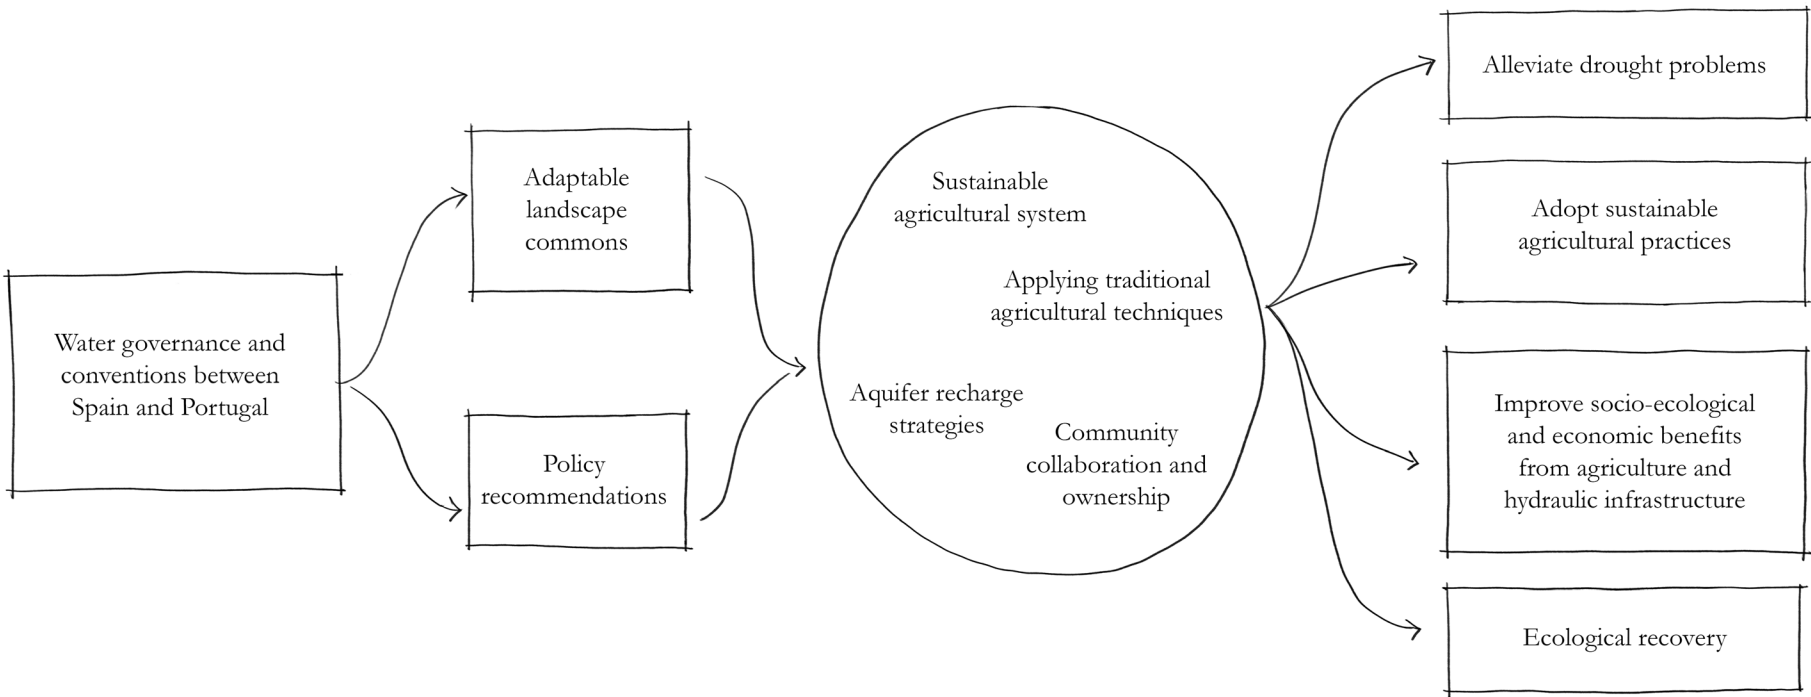 Water governance and
conventions between
Spain and Portugal
Adaptable
landscape
commons
Policy
recommendations
Sustainable
agricultural system
Applying traditional
agricultural techniques
Aquifer recharge
strategies
Community
collaboration and
ownership
Alleviate drought problems
Adopt sustainable
agricultural practices
Improve socio-ecological
and economic benefits
from agriculture and
hydraulic infrastructure
Ecological recovery